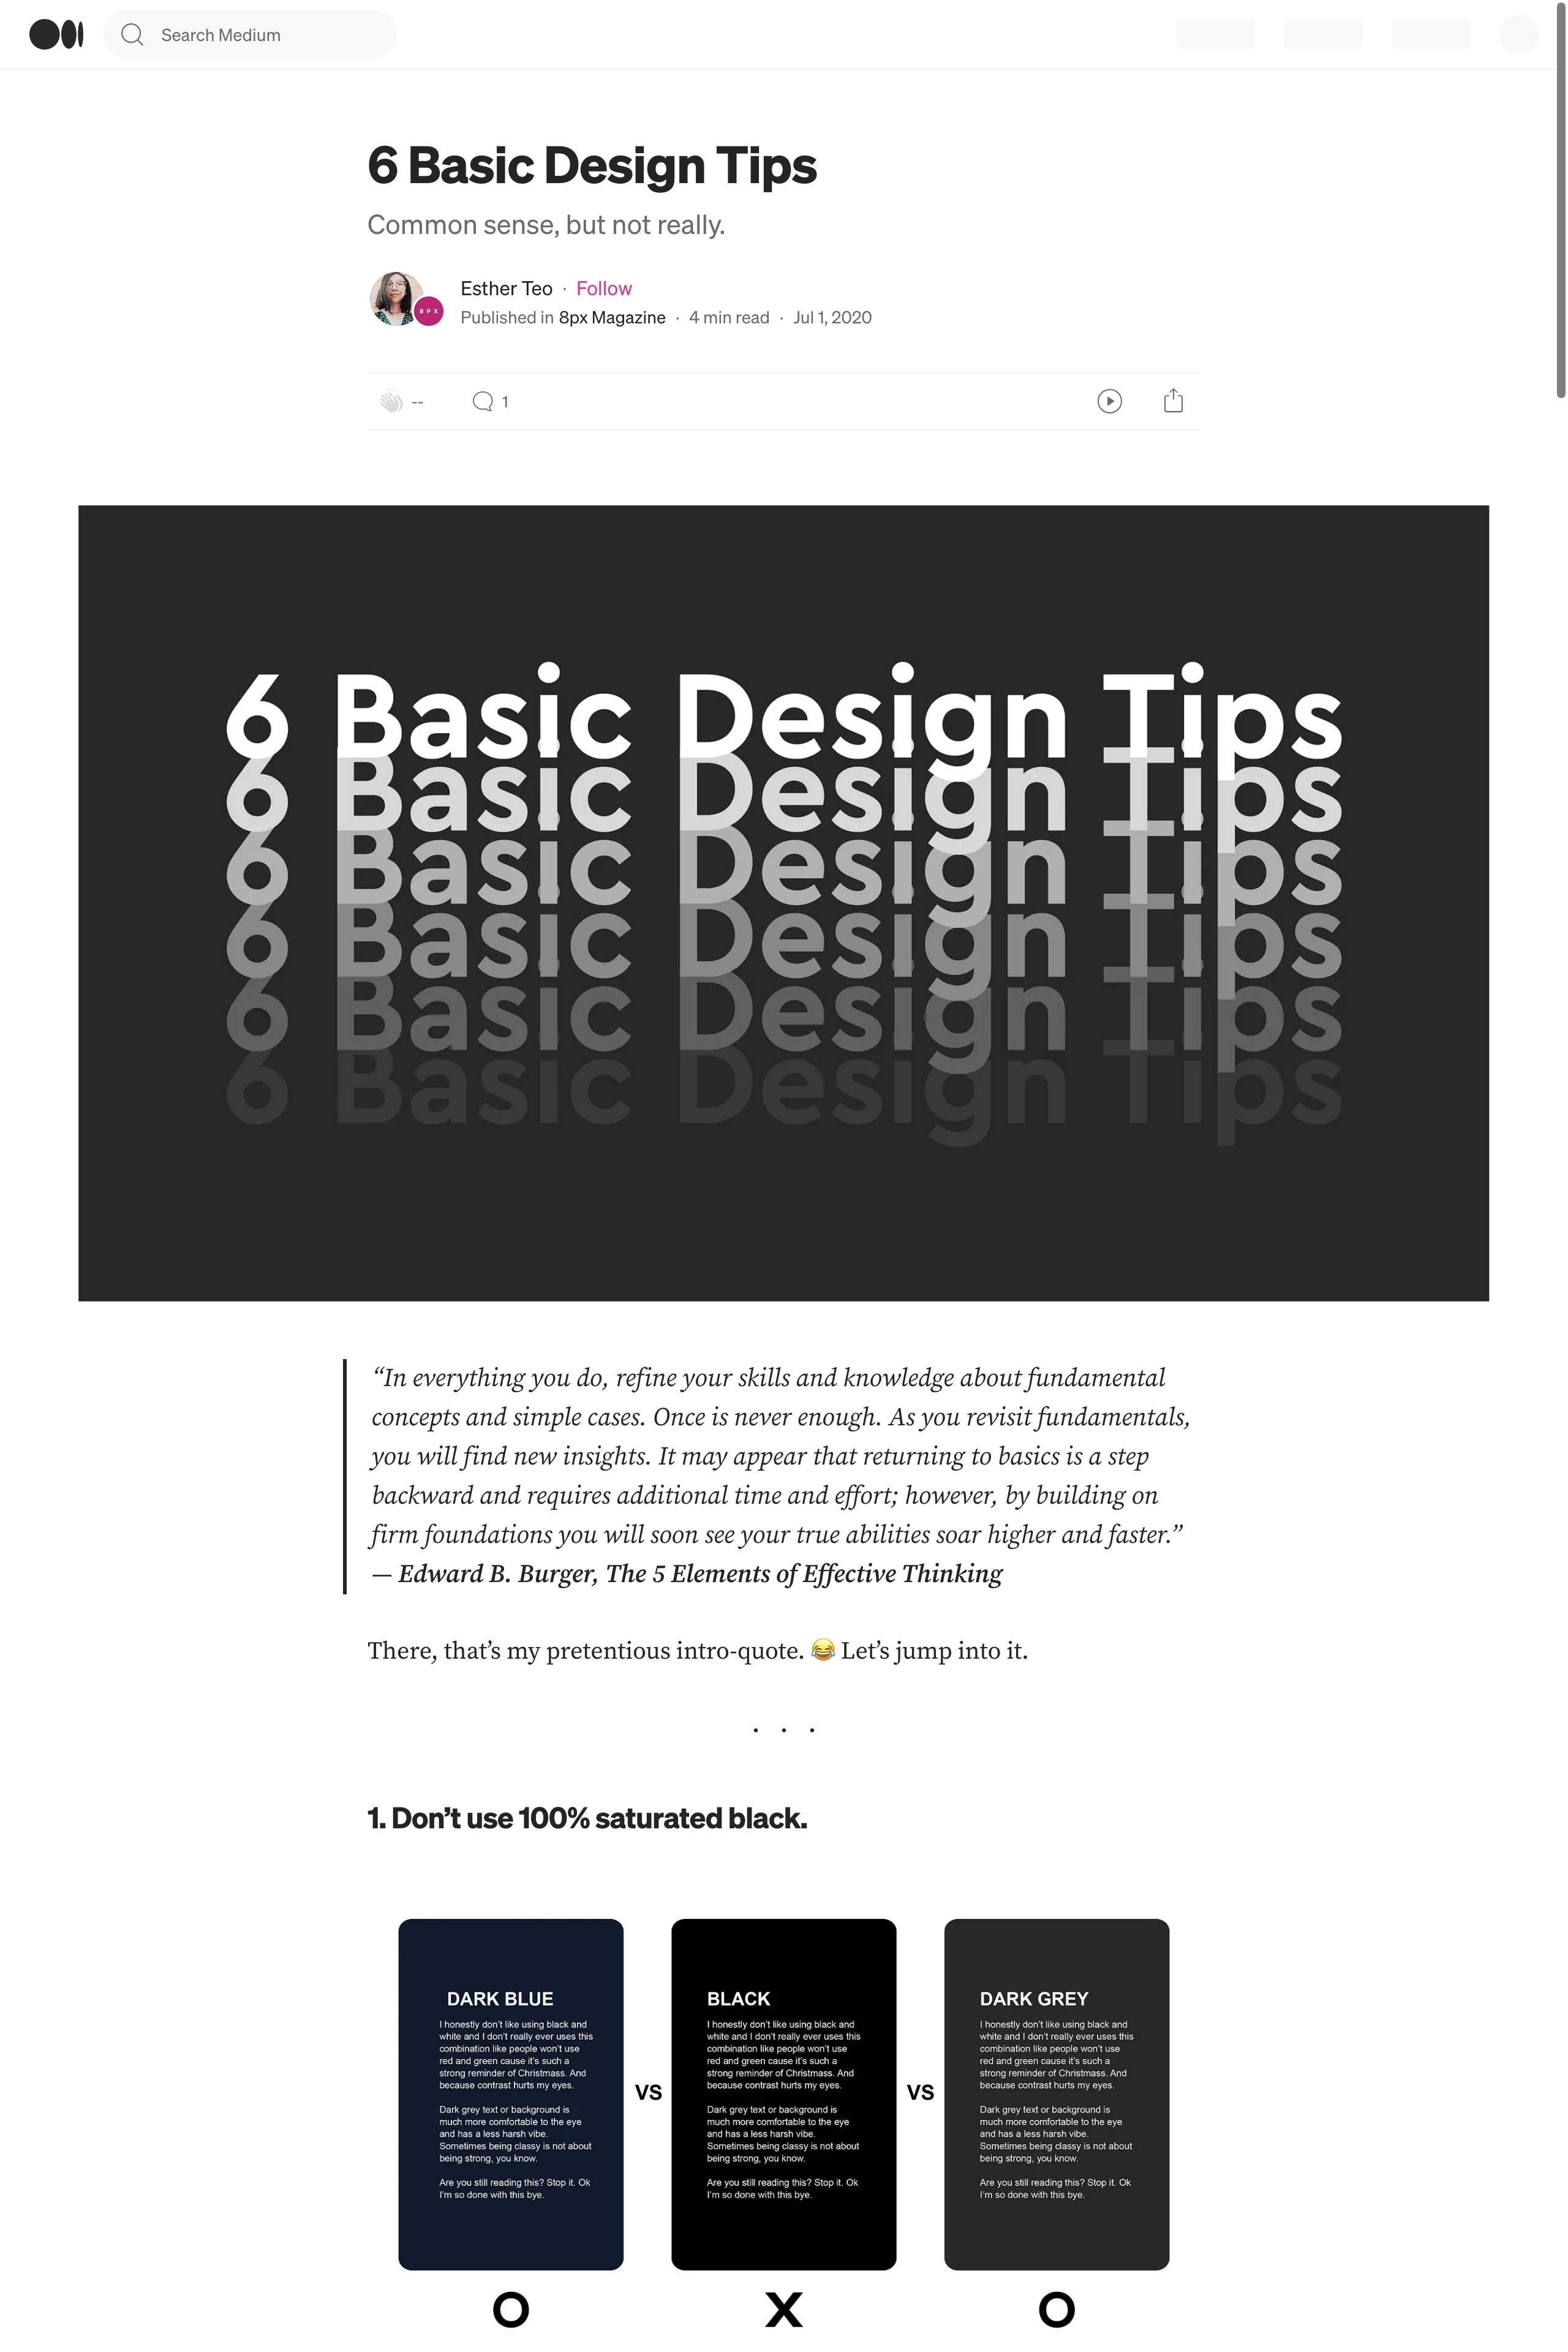 Search Medium
6 Basic Design Tips
Common sense, but not really.
Esther Teo · Follow
8 P X
Published in 8px Magazine · 4 min read · Jul 1, 2020
--
1
6 Basic Design Tips
6 Basic Design Tips
6 Basic Design Tips
6 Basic Design Tips
6 Basic Design Tips
6 Basic Design Tips
“In everything you do, refine your skills and knowledge about fundamental
concepts and simple cases. Once is never enough. As you revisit fundamentals,
you will find new insights. It may appear that returning to basics is a step
backward and requires additional time and effort; however, by building on
firm foundations you will soon see your true abilities soar higher and faster.”
— Edward B. Burger, The 5 Elements of Effective Thinking
There, that’s my pretentious intro-quote. 😂 Let’s jump into it.
. . .
1. Don’t use 100% saturated black.
DARK BLUE
I honestly don’t like using black and
white and I don’t really ever uses this
combination like people won’t use
red and green cause it’s such a
strong reminder of Christmass. And
because contrast hurts my eyes.
Dark grey text or background is
much more comfortable to the eye
and has a less harsh vibe.
Sometimes being classy is not about
being strong, you know.
Are you still reading this? Stop it. Ok
I’m so done with this bye.
VS
BLACK
I honestly don’t like using black and
white and I don’t really ever uses this
combination like people won’t use
red and green cause it’s such a
strong reminder of Christmass. And
because contrast hurts my eyes.
Dark grey text or background is
much more comfortable to the eye
and has a less harsh vibe.
Sometimes being classy is not about
being strong, you know.
Are you still reading this? Stop it. Ok
I’m so done with this bye.
VS
DARK GREY
I honestly don’t like using black and
white and I don’t really ever uses this
combination like people won’t use
red and green cause it’s such a
strong reminder of Christmass. And
because contrast hurts my eyes.
Dark grey text or background is
much more comfortable to the eye
and has a less harsh vibe.
Sometimes being classy is not about
being strong, you know.
Are you still reading this? Stop it. Ok
I’m so done with this bye.
O X O